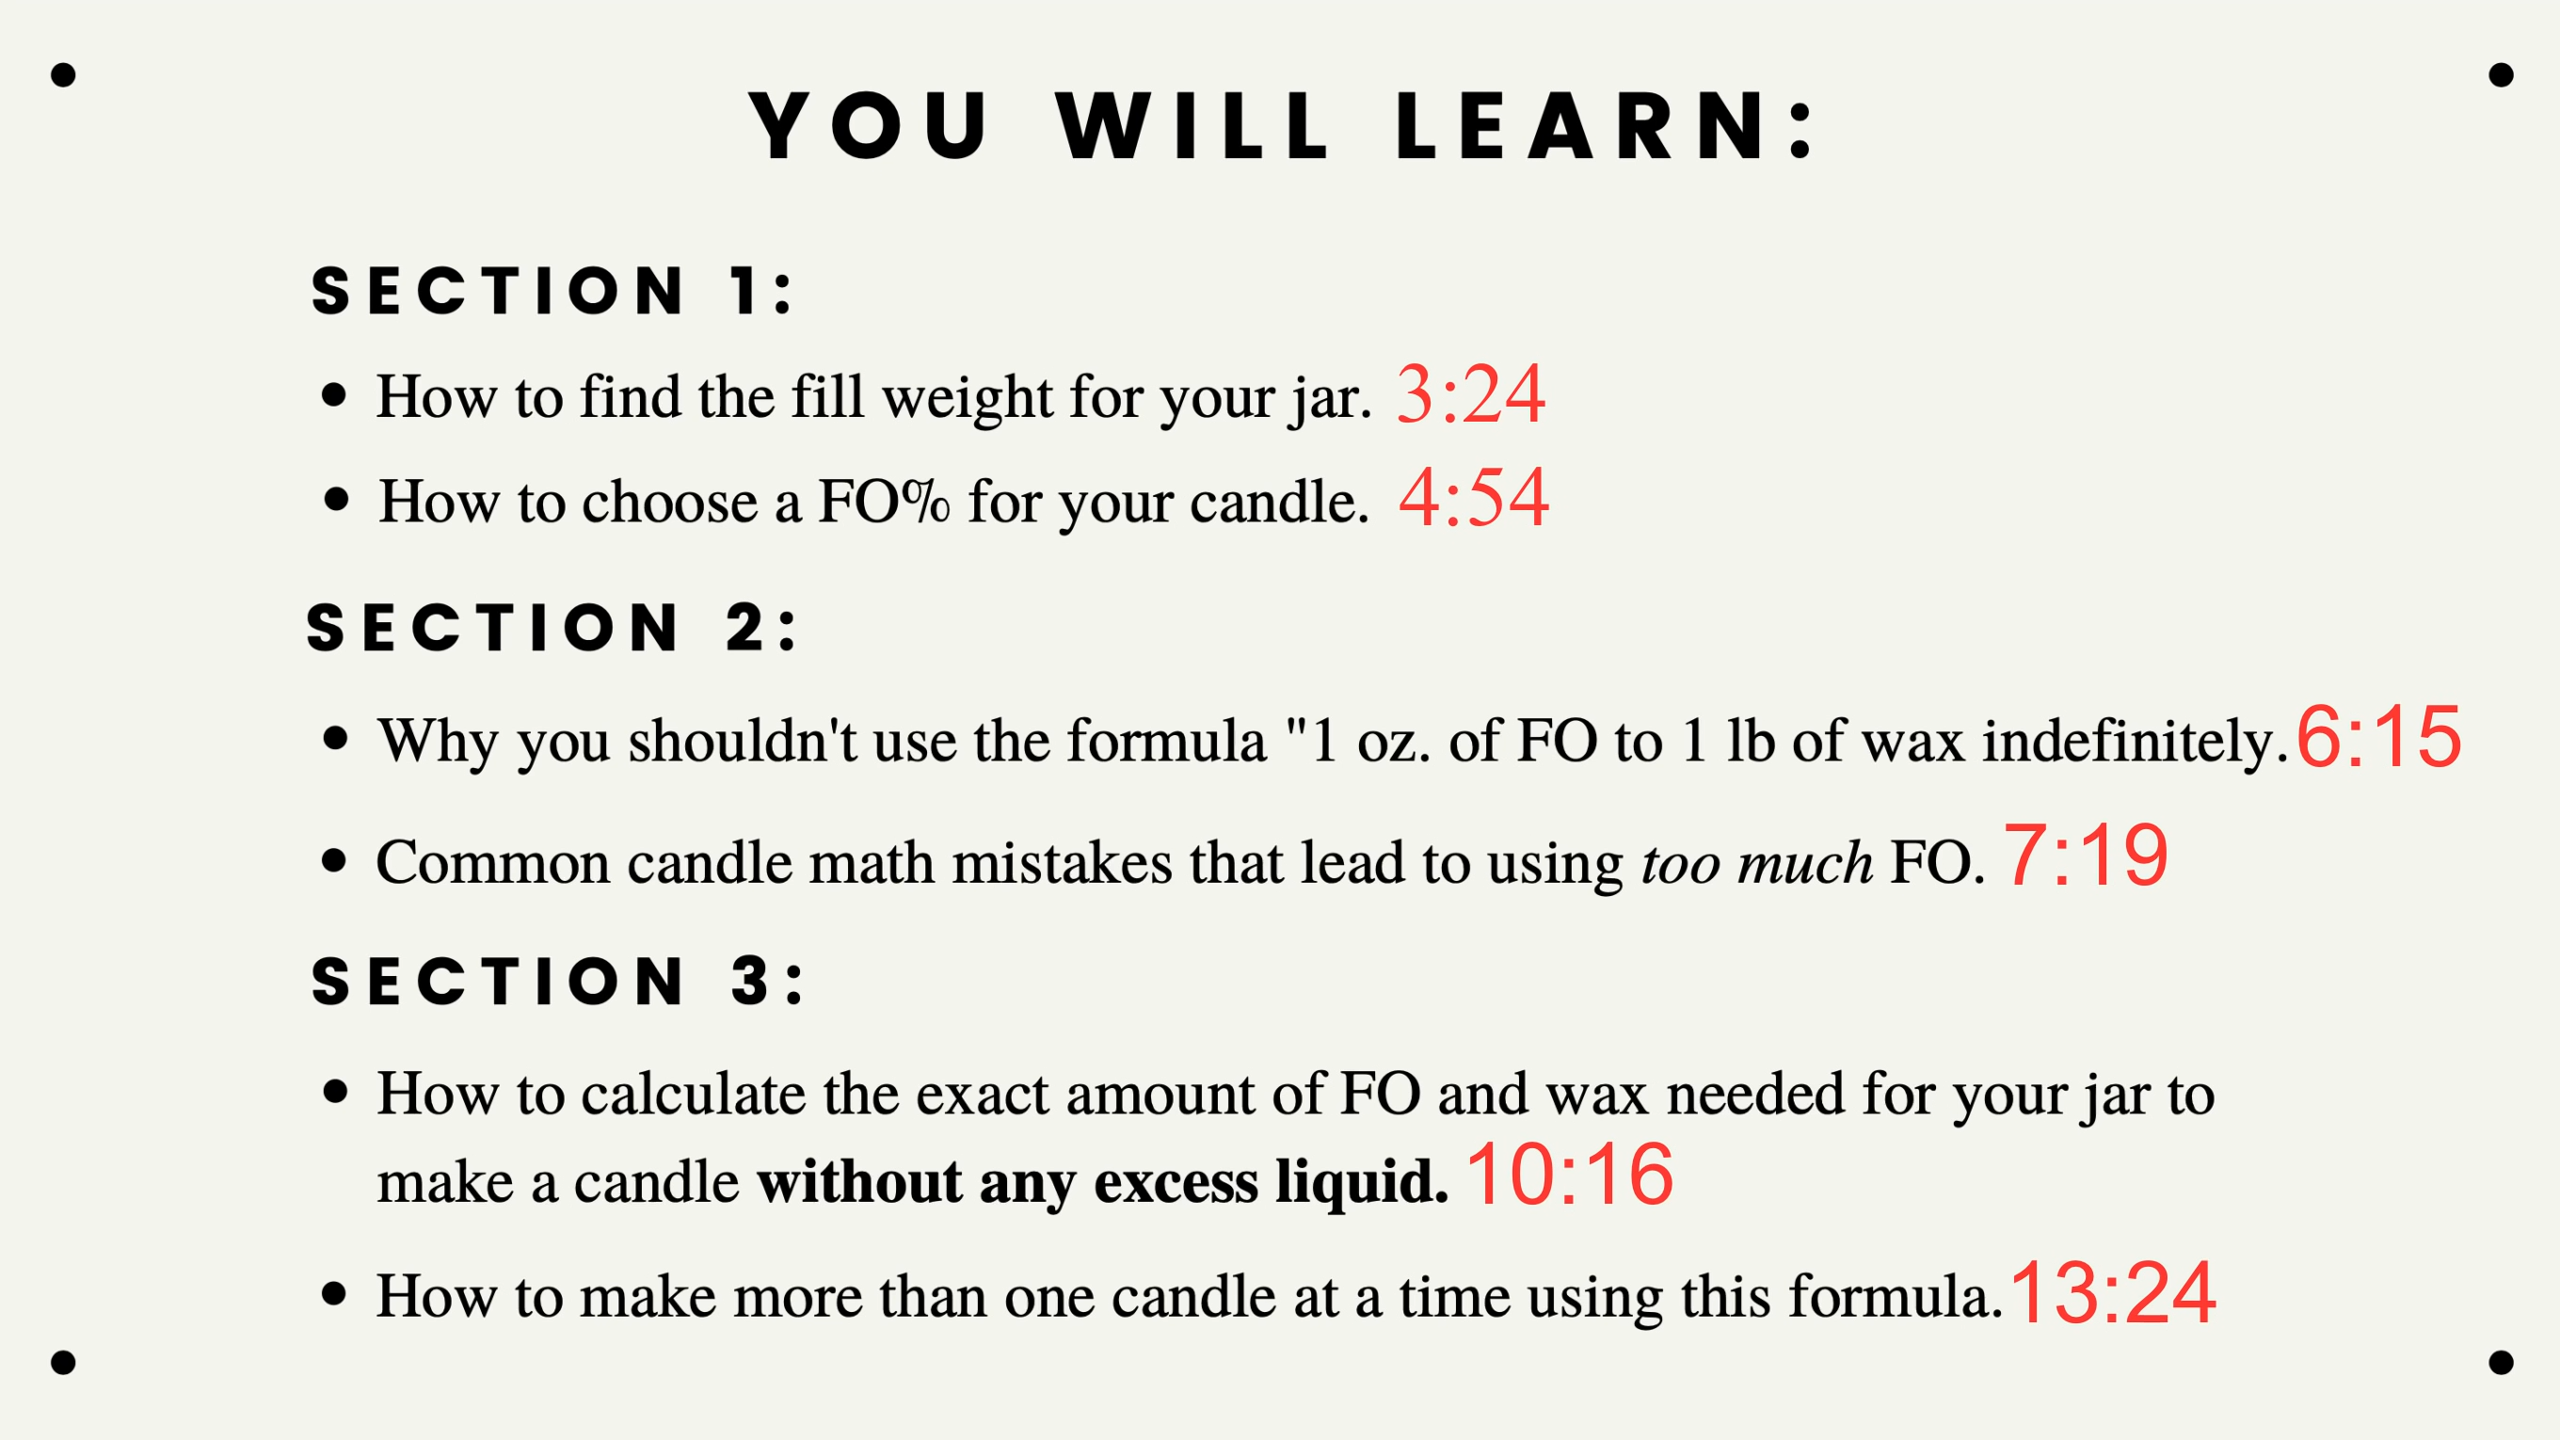 YOU WILL LEARN:
SECTION 1:
• How to find the fill weight for your jar. 3:24
• How to choose a FO% for your candle. 4:54
SECTION 2:
• Why you shouldn't use the formula "1 oz. of FO to 1 lb of wax indefinitely. 6:15
• Common candle math mistakes that lead to using too much FO. 7:19
SECTION 3:
• How to calculate the exact amount of FO and wax needed for your jar to
make a candle without any excess liquid. 10:16
• How to make more than one candle at a time using this formula. 13:24